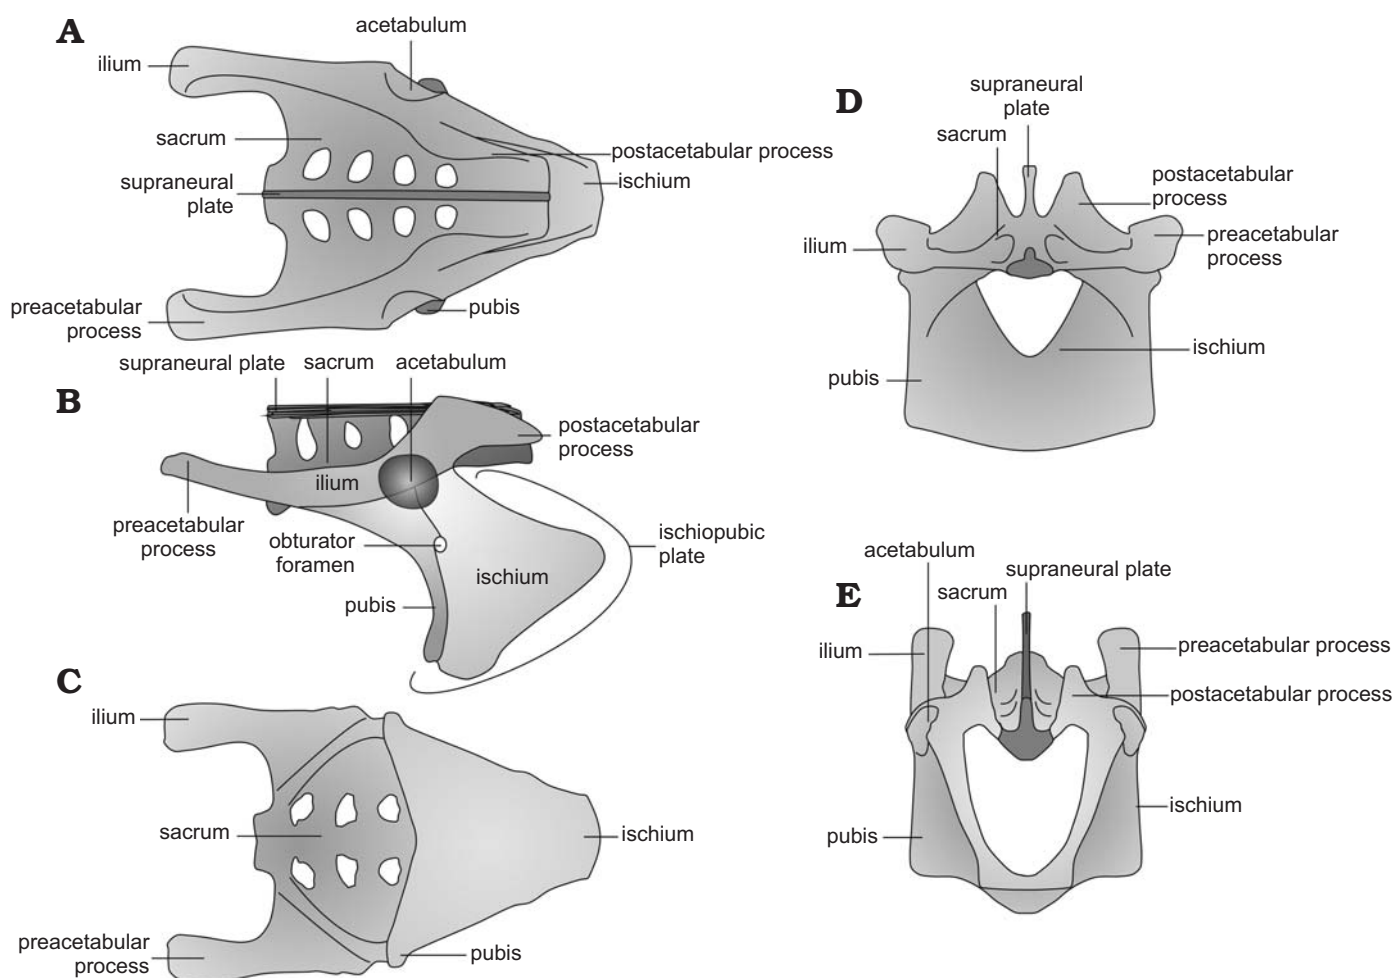 A
acetabulum
ilium
sacrum
postacetabular process
supraneural
plate
ischium
preacetabular
process
pubis
B
supraneural plate
sacrum
acetabulum
postacetabular
process
ilium
preacetabular
process
obturator
foramen
ischiopubic
plate
ischium
pubis
C
ilium
sacrum
ischium
preacetabular
process
pubis
D
supraneural
plate
sacrum
postacetabular
process
ilium
preacetabular
process
ischium
pubis
E
acetabulum
supraneural plate
sacrum
ilium
preacetabular process
postacetabular process
ischium
pubis